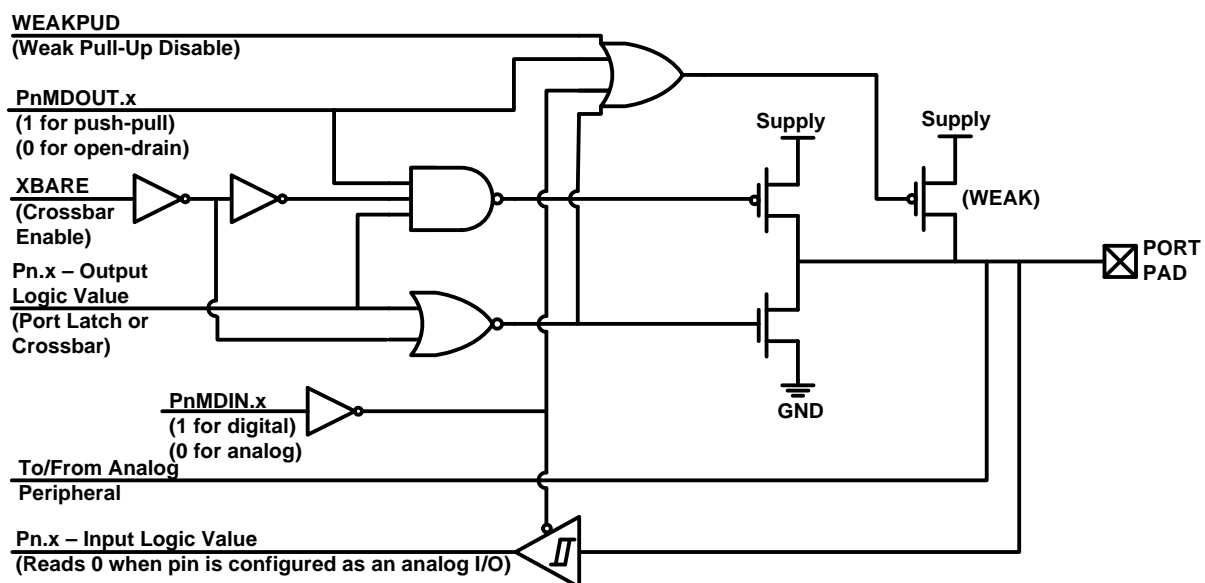 WEAKPUD
(Weak Pull-Up Disable)
PnMDOUT.x
(1 for push-pull)
(0 for open-drain)
XBARE
(Crossbar
Enable)
Pn.x – Output
Logic Value
(Port Latch or
Crossbar)
PnMDIN.x
(1 for digital)
(0 for analog)
To/From Analog
Peripheral
Pn.x – Input Logic Value
(Reads 0 when pin is configured as an analog I/O)
Supply
Supply
(WEAK)
GND
PORT
PAD